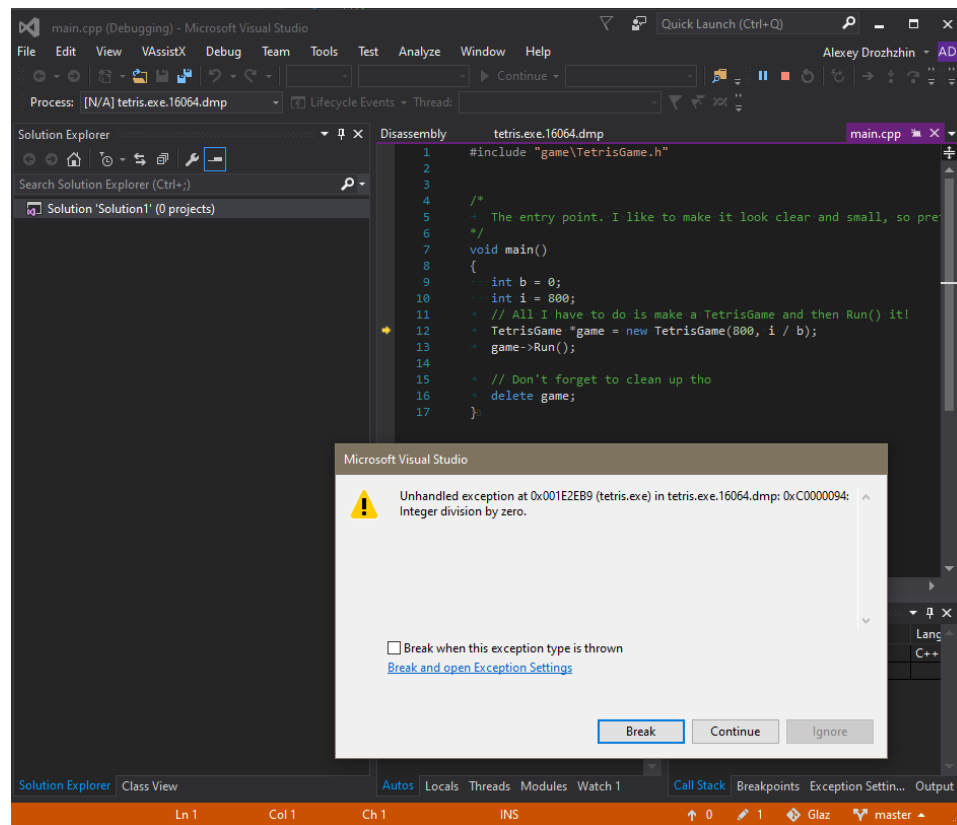 main.cpp (Debugging) - Microsoft Visual Studio
Quick Launch (Ctrl+Q)
File Edit View VAssistX Debug Team Tools Test Analyze Window Help
Alexey Drozhzhin AD
Continue
Process: [N/A] tetris.exe.16064.dmp
Lifecycle Events Thread:
Solution Explorer
Search Solution Explorer (Ctrl+;)
Solution 'Solution1' (0 projects)
Disassembly tetris.exe.16064.dmp main.cpp
1 #include "game\TetrisGame.h"
2
3
4 /*
5 The entry point. I like to make it look clear and small, so
6 */
7 void main()
8 {
9 int b = 0;
10 int i = 800;
11 // All I have to do is make a TetrisGame and then Run() it!
12 TetrisGame *game = new TetrisGame(800, i / b);
13 game->Run();
14
15 // Don't forget to clean up tho
16 delete game;
17 }
Microsoft Visual Studio
Unhandled exception at 0x001E2EB9 (tetris.exe) in tetris.exe.16064.dmp: 0xC0000094:
Integer division by zero.
Break when this exception type is thrown
Break and open Exception Settings
Break Continue Ignore
Lang
C++
Solution Explorer Class View
Autos Locals Threads Modules Watch 1
Call Stack Breakpoints Exception Settin... Output
Ln 1 Col 1 Ch 1 INS
0 1 Glaz master